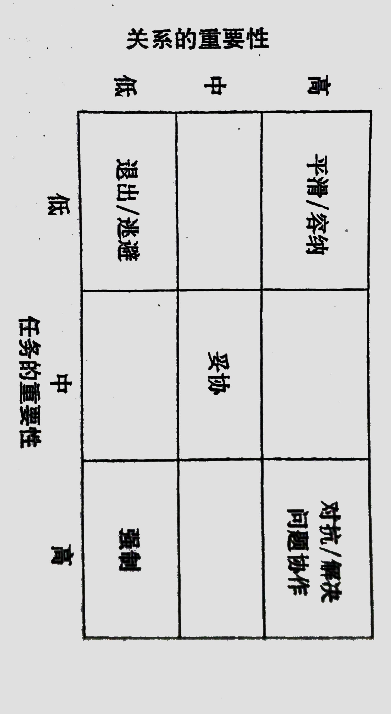 关系的重要性
高
中
低
平滑/容纳
对抗/解决
问题协作
妥协
退出/逃避
强制
低
中
高
任务的重要性